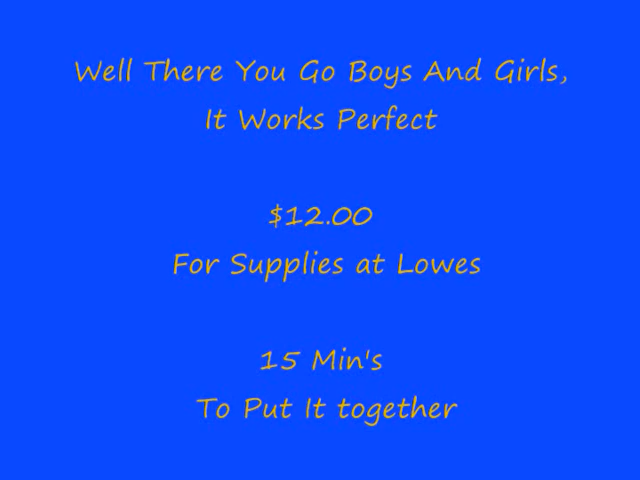 Well There You Go Boys And Girls,
It Works Perfect
$12.00
For Supplies at Lowes
15 Min's
To Put It together